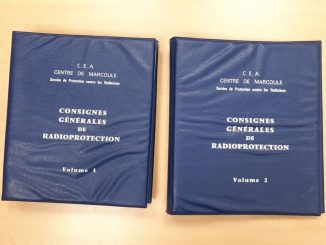 C.E.A.
CENTRE DE MARCOULE
Service de Protection contre les Radiations
CONSIGNES
GÉNÉRALES
DE
RADIOPROTECTION
Volume 1
C.E.A.
CENTRE DE MARCOULE
Service de Protection contre les Radiations
CONSIGNES
GÉNÉRALES
DE
RADIOPROTECTION
Volume 2